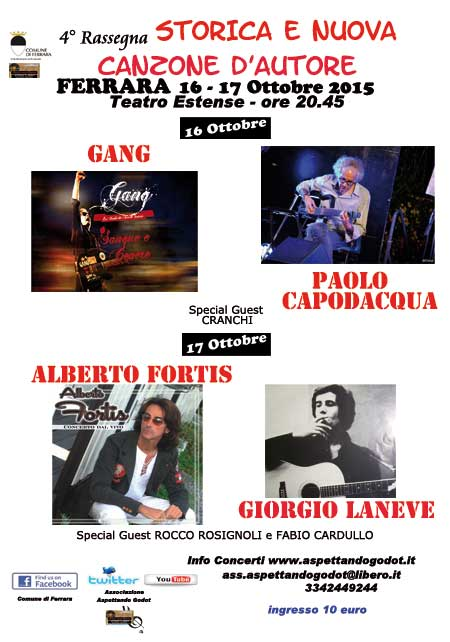 COMUNE DI
FERRARA
4° Rassegna STORICA E NUOVA
CANZONE D'AUTORE
FERRARA 16 - 17 Ottobre 2015
Teatro Estense - ore 20.45
16 Ottobre
GANG
Gang
Sangue e
Cenere
PAOLO
CAPODACQUA
Special Guest
CRANCHI
17 Ottobre
ALBERTO FORTIS
Alberto
Fortis
CONCERTO DAL VIVO
GIORGIO LANEVE
Special Guest ROCCO ROSIGNOLI e FABIO CARDULLO
Info Concerti www.aspettandogodot.it
ass.aspettandogodot@libero.it
3342449244
FIND US ON
Facebook
Comune di Ferrara
twitter
YouTube
Associazione
Aspettando Godot
ingresso 10 euro